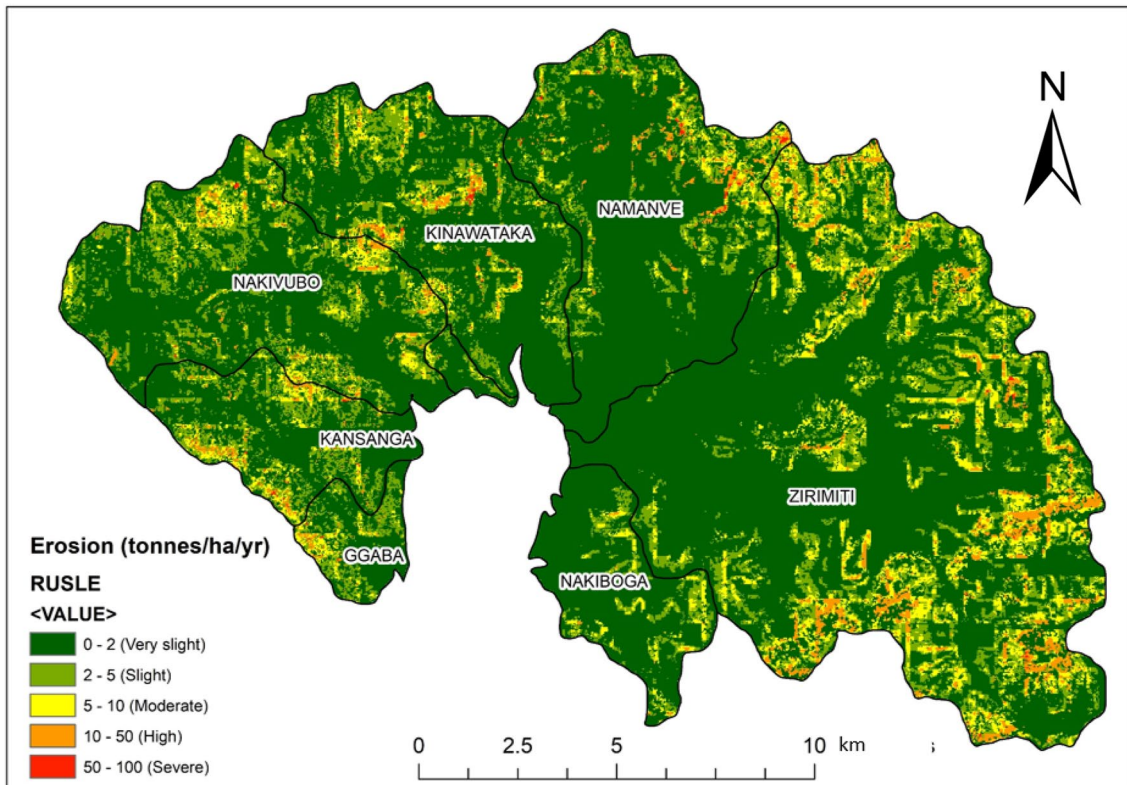 N
NAMANVE
KINAWATAKA
NAKIVUBO
KANSANGA
ZIRIMITI
GGABA
NAKIBOGA
Erosion (tonnes/ha/yr)
RUSLE
<VALUE>
0 - 2 (Very slight)
2 - 5 (Slight)
5 - 10 (Moderate)
10 - 50 (High)
50 - 100 (Severe)
0 2.5 5 10 km